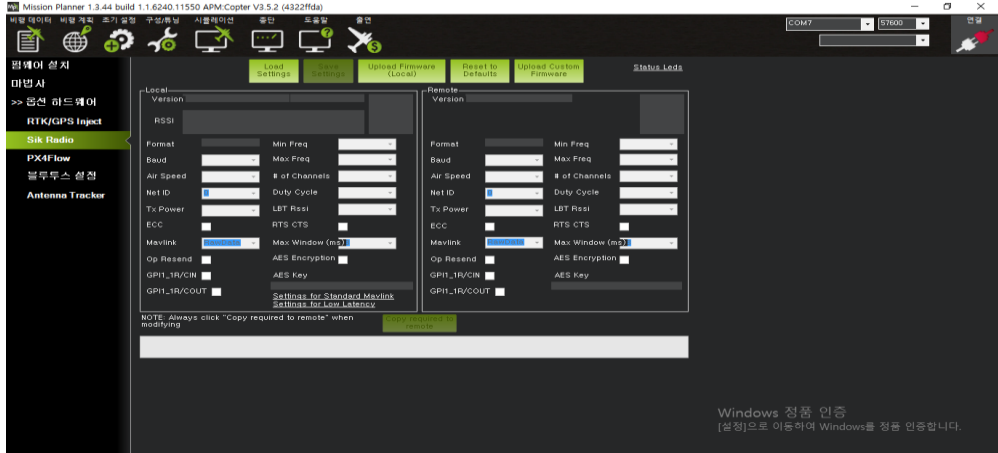 Mission Planner 1.3.44 build 1.1.6240.11550 APM:Copter V3.5.2 (4322ffda)
비행 데이터 비행 계획 초기 설정 구성/튜닝 시뮬레이션 중단 도움말 출연
COM7 57600 연결
펌웨어 설치
마법사
>> 옵션 하드웨어
RTK/GPS Inject
Sik Radio
PX4Flow
블루투스 설정
Antenna Tracker
Load Settings
Save Settings
Upload Firmware (Local)
Reset to Defaults
Upload Custom Firmware
Status Leds
Local
Version
RSSI
Format Min Freq
Baud Max Freq
Air Speed # of Channels
Net ID Duty Cycle
Tx Power LBT Rssi
ECC RTS CTS
Mavlink RawData Max Window (ms)
Op Resend AES Encryption
GPI1_1R/CIN AES Key
GPI1_1R/COUT
Settings for Standard Mavlink
Settings for Low Latency
Remote
Version
Format Min Freq
Baud Max Freq
Air Speed # of Channels
Net ID Duty Cycle
Tx Power LBT Rssi
ECC RTS CTS
Mavlink RawData Max Window (ms)
Op Resend AES Encryption
GPI1_1R/CIN AES Key
GPI1_1R/COUT
NOTE: Always click "Copy required to remote" when
modifying
Copy required to
remote
Windows 정품 인증
[설정]으로 이동하여 Windows를 정품 인증합니다.